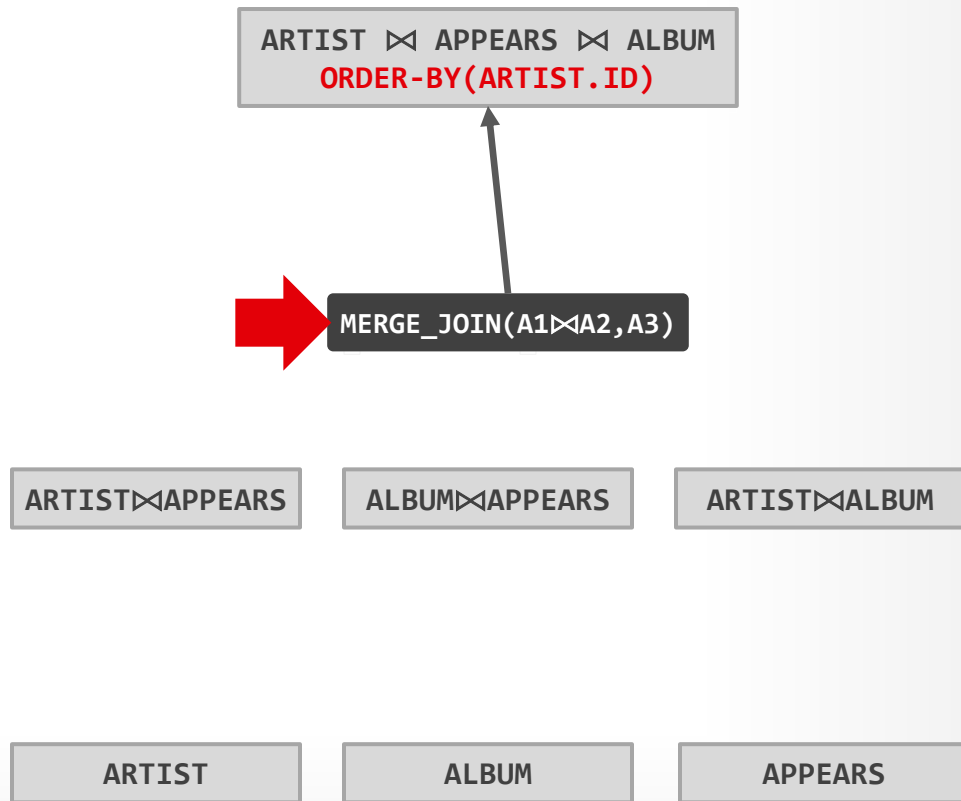 ARTIST ⨝ APPEARS ⨝ ALBUM
ORDER-BY(ARTIST.ID)
MERGE_JOIN(A1⨝A2,A3)
ARTIST⨝APPEARS
ALBUM⨝APPEARS
ARTIST⨝ALBUM
ARTIST
ALBUM
APPEARS